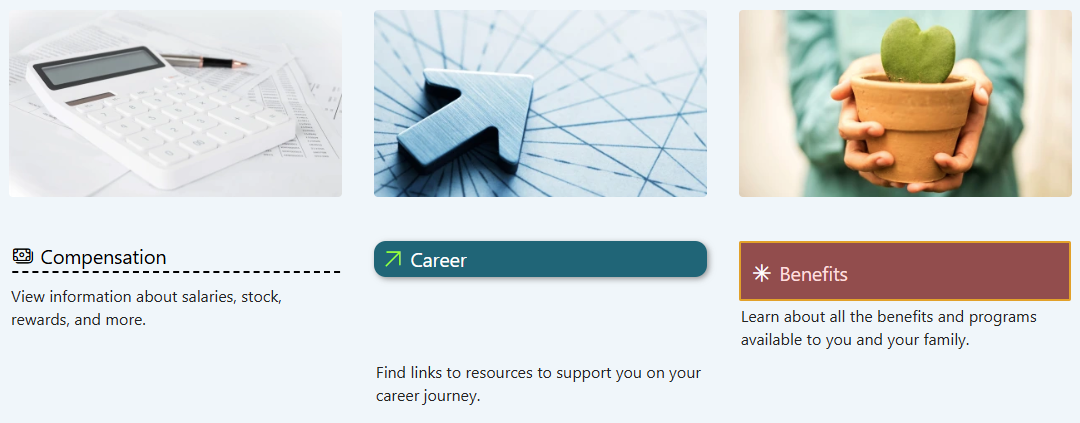 Compensation
View information about salaries, stock,
rewards, and more.
Career
Find links to resources to support you on your
career journey.
Benefits
Learn about all the benefits and programs
available to you and your family.